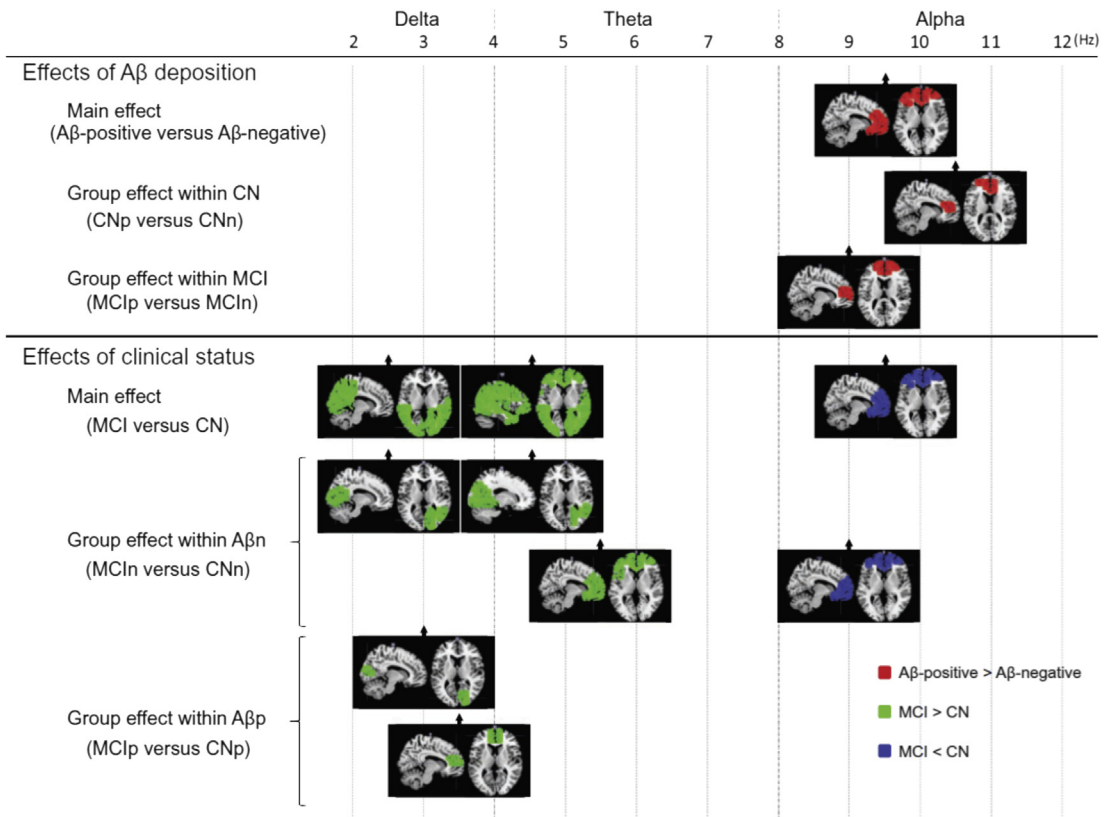 Delta Theta Alpha
2 3 4 5 6 7 8 9 10 11 12 (Hz)
Effects of Aβ deposition
Main effect
(Aβ-positive versus Aβ-negative)
Group effect within CN
(CNp versus CNn)
Group effect within MCI
(MCIp versus MCIn)
Effects of clinical status
Main effect
(MCI versus CN)
Group effect within Aβn
(MCIn versus CNn)
Group effect within Aβp
(MCIp versus CNp)
Aβ-positive > Aβ-negative
MCI > CN
MCI < CN